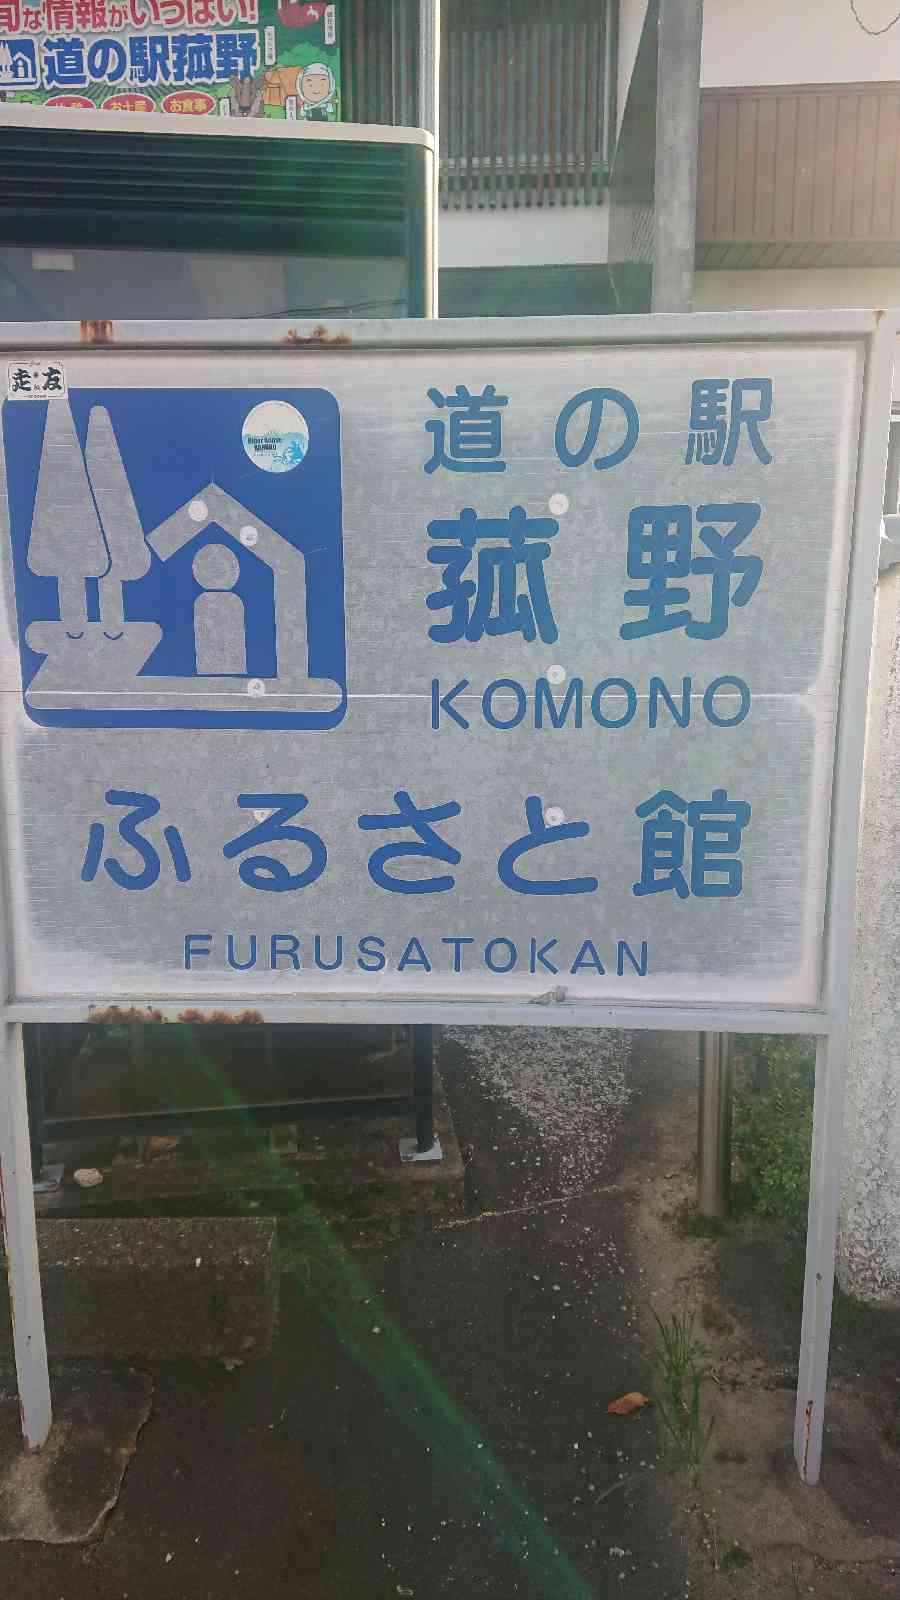 旬な情報がいっぱい!
道の駅菰野
お土産
お食事
走友
道の駅
菰野
KOMONO
ふるさと館
FURUSATOKAN